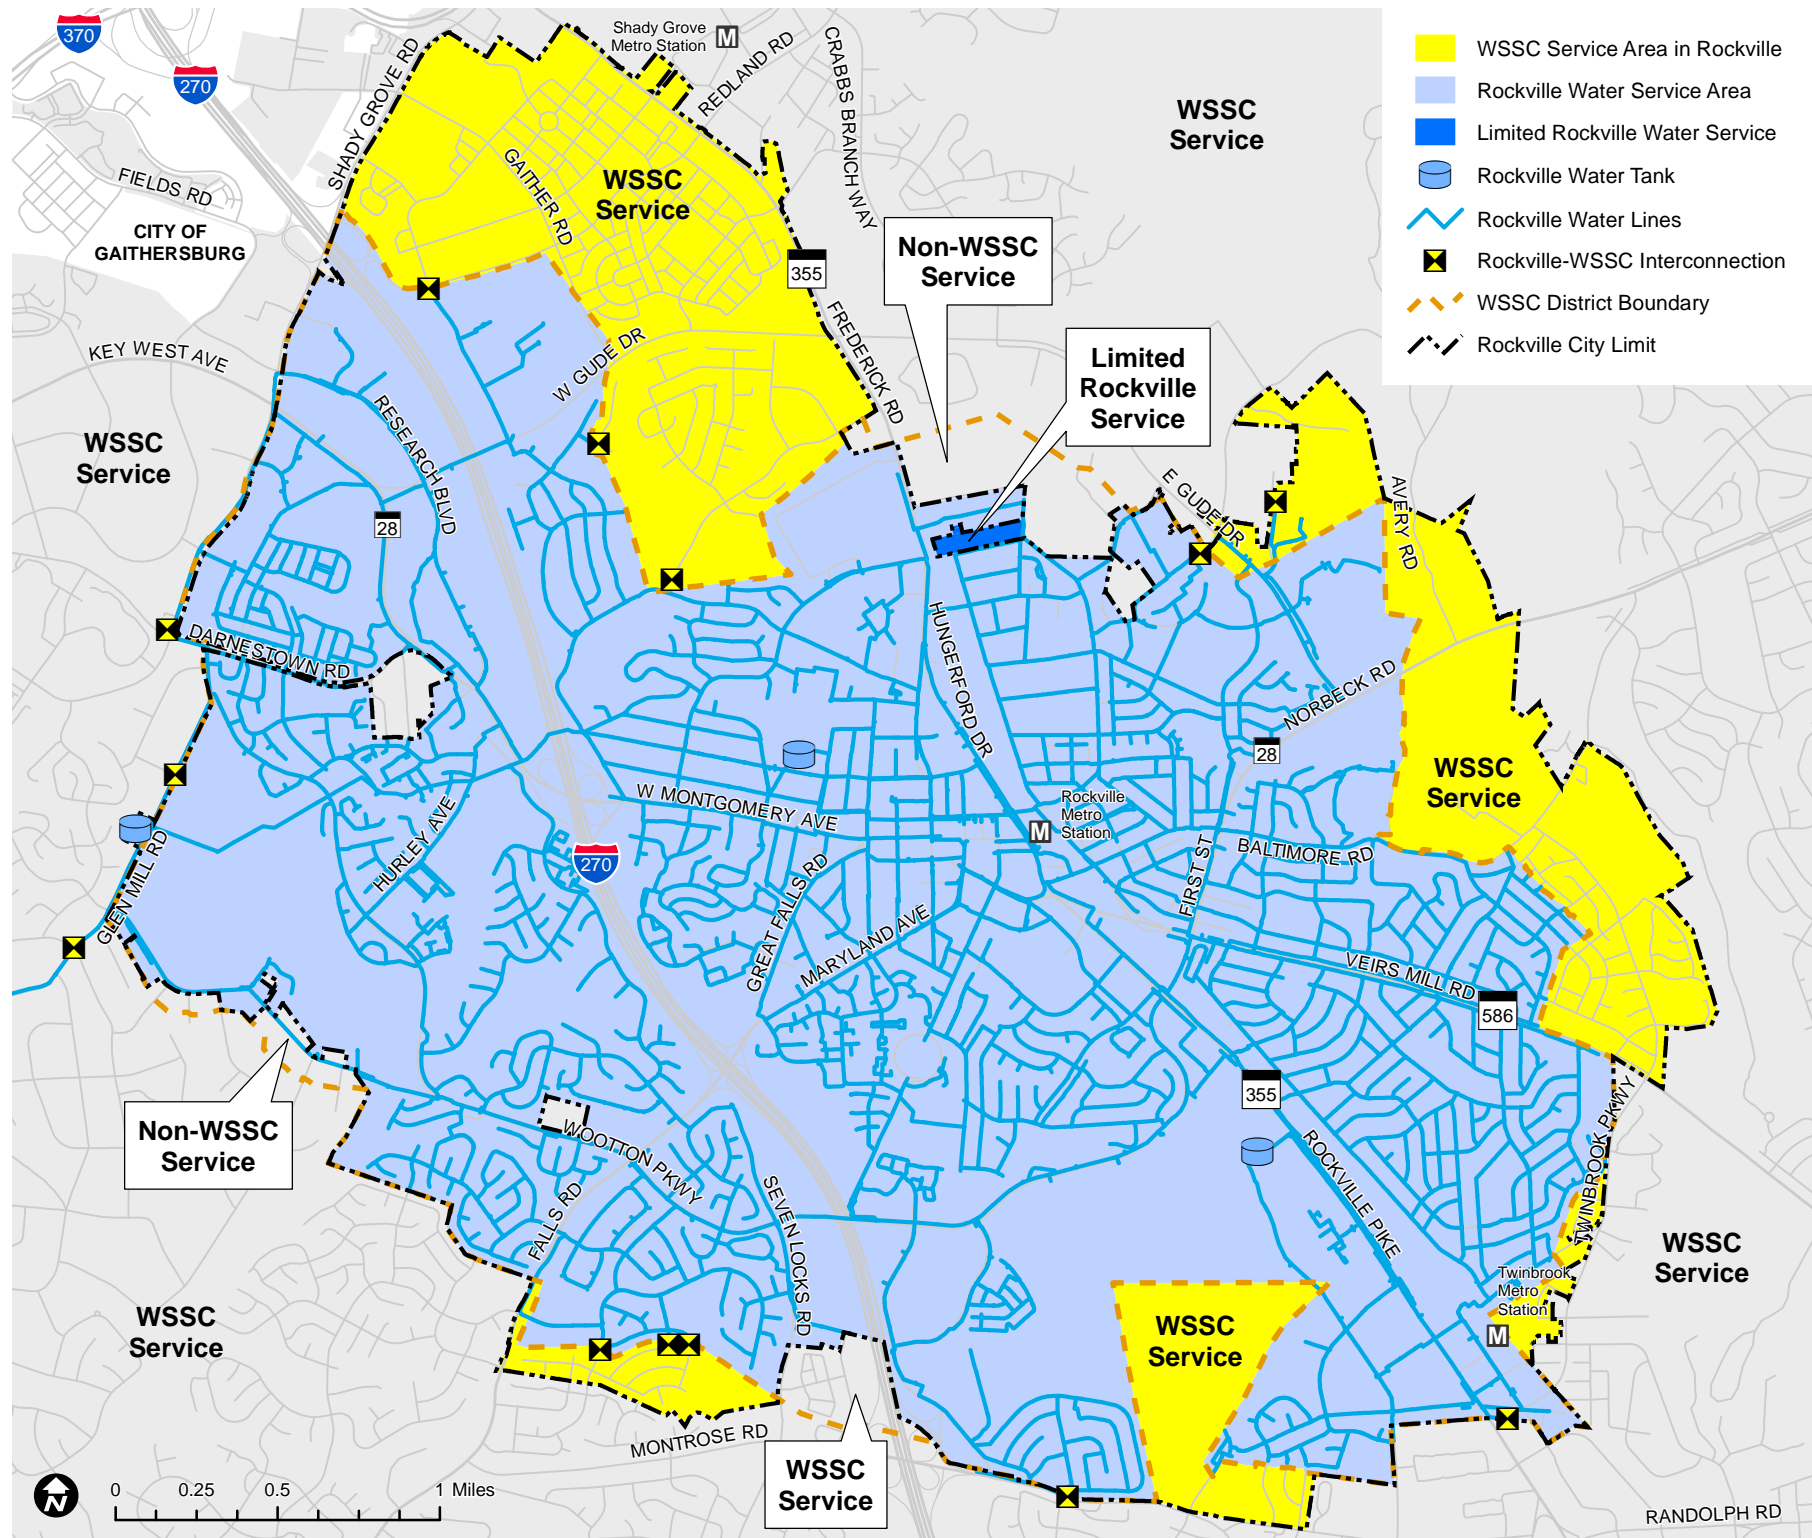 370
270
Shady Grove
Metro Station
M
SHADY GROVE RD
REDLAND RD
CRABBS BRANCH WAY
WSSC
Service
WSSC Service Area in Rockville
Rockville Water Service Area
Limited Rockville Water Service
Rockville Water Tank
Rockville Water Lines
Rockville-WSSC Interconnection
WSSC District Boundary
Rockville City Limit
FIELDS RD
CITY OF
GAITHERSBURG
GAITHER RD
WSSC
Service
355
Non-WSSC
Service
FREDERICK RD
Limited
Rockville
Service
KEY WEST AVE
W GUDE DR
RESEARCH BLVD
WSSC
Service
28
E GUDE DR
AVERY RD
DARNESTOWN RD
HUNGERFORD DR
NORBECK RD
28
WSSC
Service
W MONTGOMERY AVE
Rockville
Metro
Station
M
HURLEY AVE
270
GLEN MILL RD
GREAT FALLS RD
MARYLAND AVE
FIRST ST
BALTIMORE RD
VEIRS MILL RD
586
355
Non-WSSC
Service
WOOTTON PKWY
FALLS RD
SEVEN LOCKS RD
ROCKVILLE PIKE
TWINBROOK PKWY
WSSC
Service
Twinbrook
Metro
Station
M
WSSC
Service
WSSC
Service
MONTROSE RD
WSSC
Service
N
0 0.25 0.5 1 Miles
RANDOLPH RD